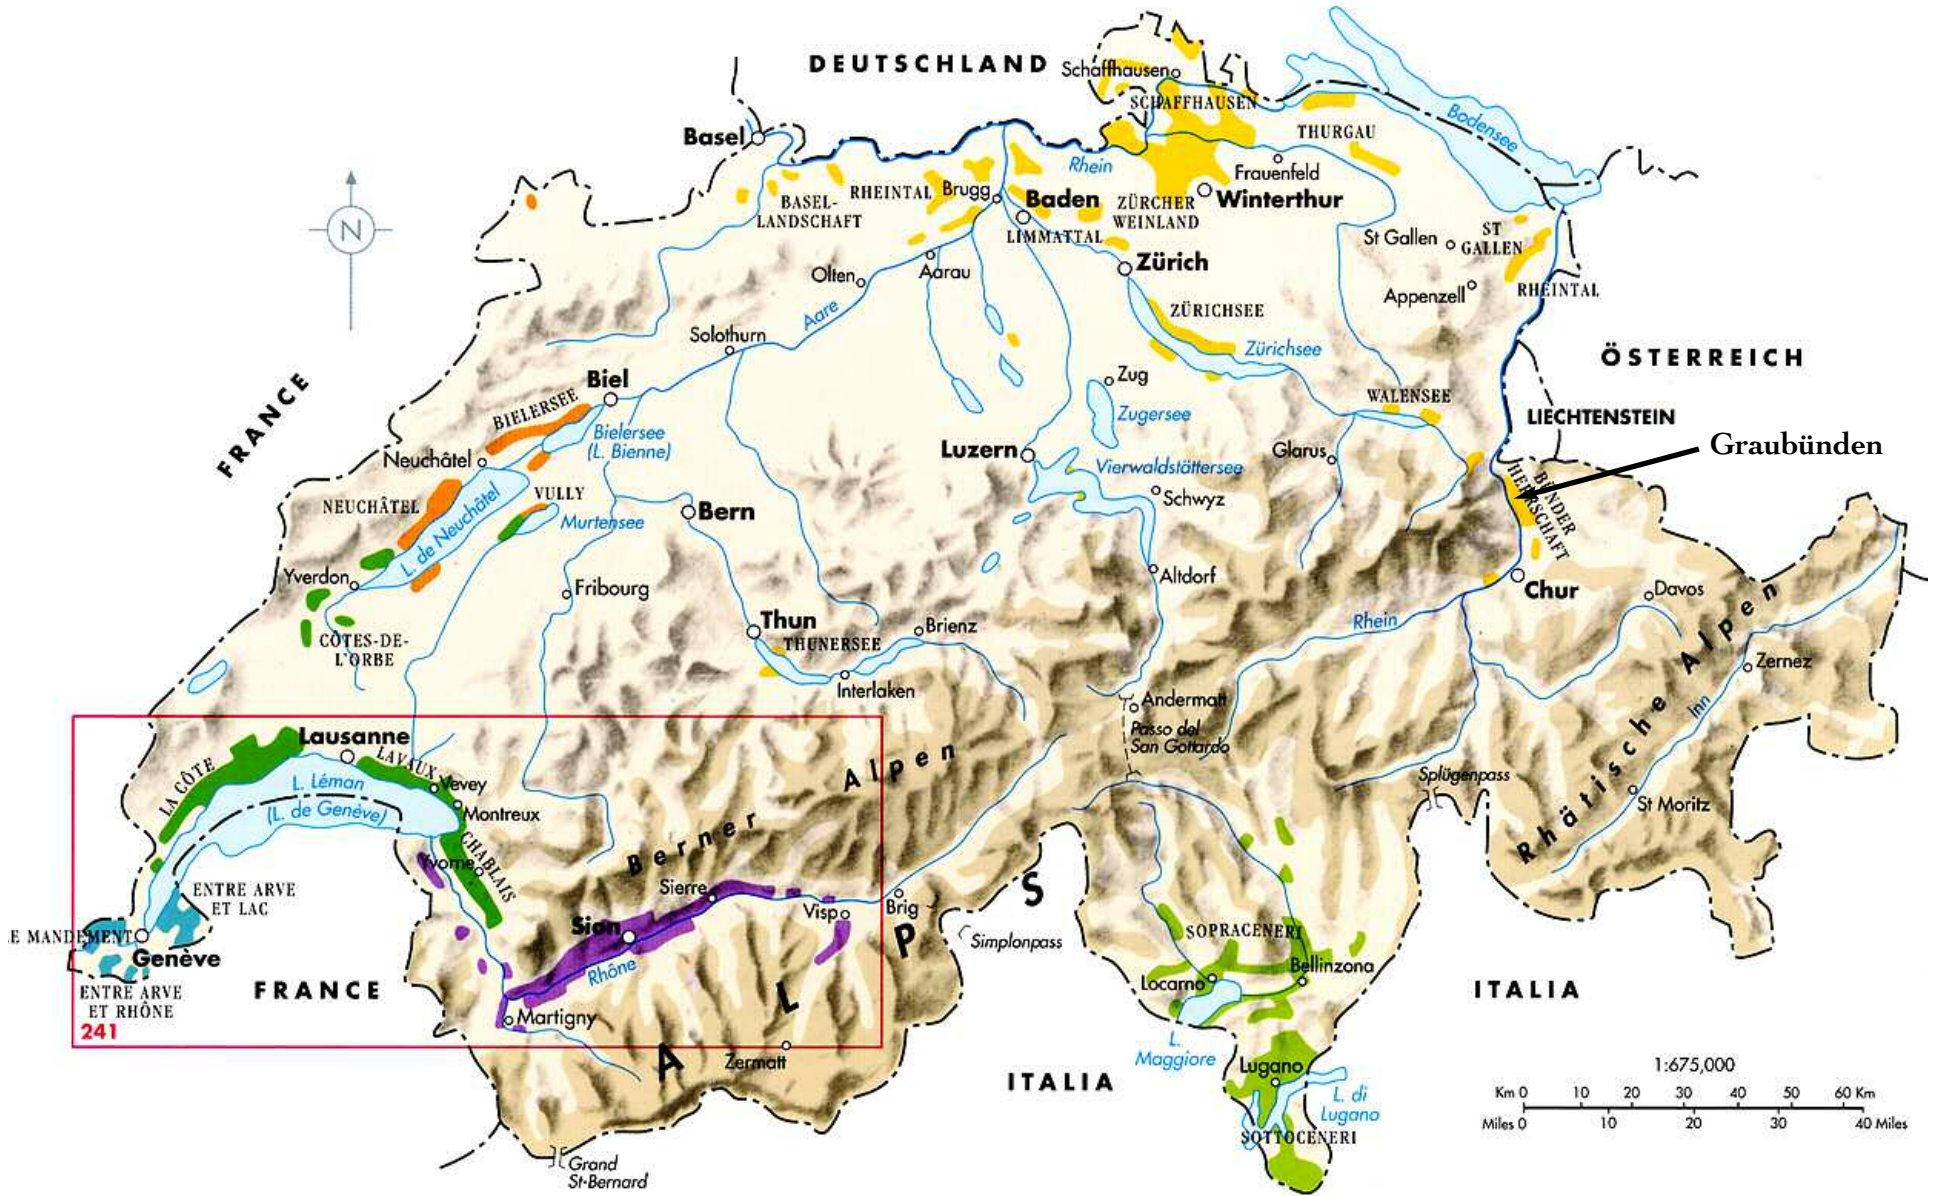 DEUTSCHLAND
Schaffhausen
SCHAFFHAUSEN
Bodensee
Basel
THURGAU
Rhein
Frauenfeld
Winterthur
BASEL-
LANDSCHAFT
RHEINTAL
Brugg
Baden
ZÜRCHER
WEINLAND
LIMMATTAL
N
St Gallen
ST
GALLEN
Olten
Aarau
Zürich
Appenzell
RHEINTAL
Aare
ZÜRICHSEE
Solothurn
Zürichsee
ÖSTERREICH
FRANCE
Biel
BIELERSEE
Zug
WALENSEE
Zugersee
LIECHTENSTEIN
Bielersee
(L. Bienne)
Neuchâtel
Luzern
Vierwaldstättersee
Glarus
Graubünden
BÜNDER
HERRSCHAFT
NEUCHÂTEL
L. de Neuchâtel
VULLY
Murtensee
Bern
Schwyz
Yverdon
Fribourg
Altdorf
Chur
Davos
CÔTES-DE-
L'ORBE
Thun
THUNERSEE
Brienz
Rhein
Rhätische Alpen
Zernez
Interlaken
Andermatt
Passo del
San Gottardo
Inn
Lausanne
LA CÔTE
LAVAUX
Vevey
L. Léman
(L. de Genève)
Montreux
Berner Alpen
Splügenpass
St Moritz
CHABLAIS
Yvorne
ENTRE ARVE
ET LAC
Sierre
Visp
Brig
Sion
ALPS
Simplonpass
SOPRACENERI
E MANDEMENT
Genève
Rhône
Locarno
Bellinzona
ENTRE ARVE
ET RHÔNE
FRANCE
ITALIA
241
Martigny
Zermatt
L.
Maggiore
Lugano
ITALIA
L. di
Lugano
SOTTOCENERI
Grand
St-Bernard
1:675,000
Km 0 10 20 30 40 50 60 Km
Miles 0 10 20 30 40 Miles